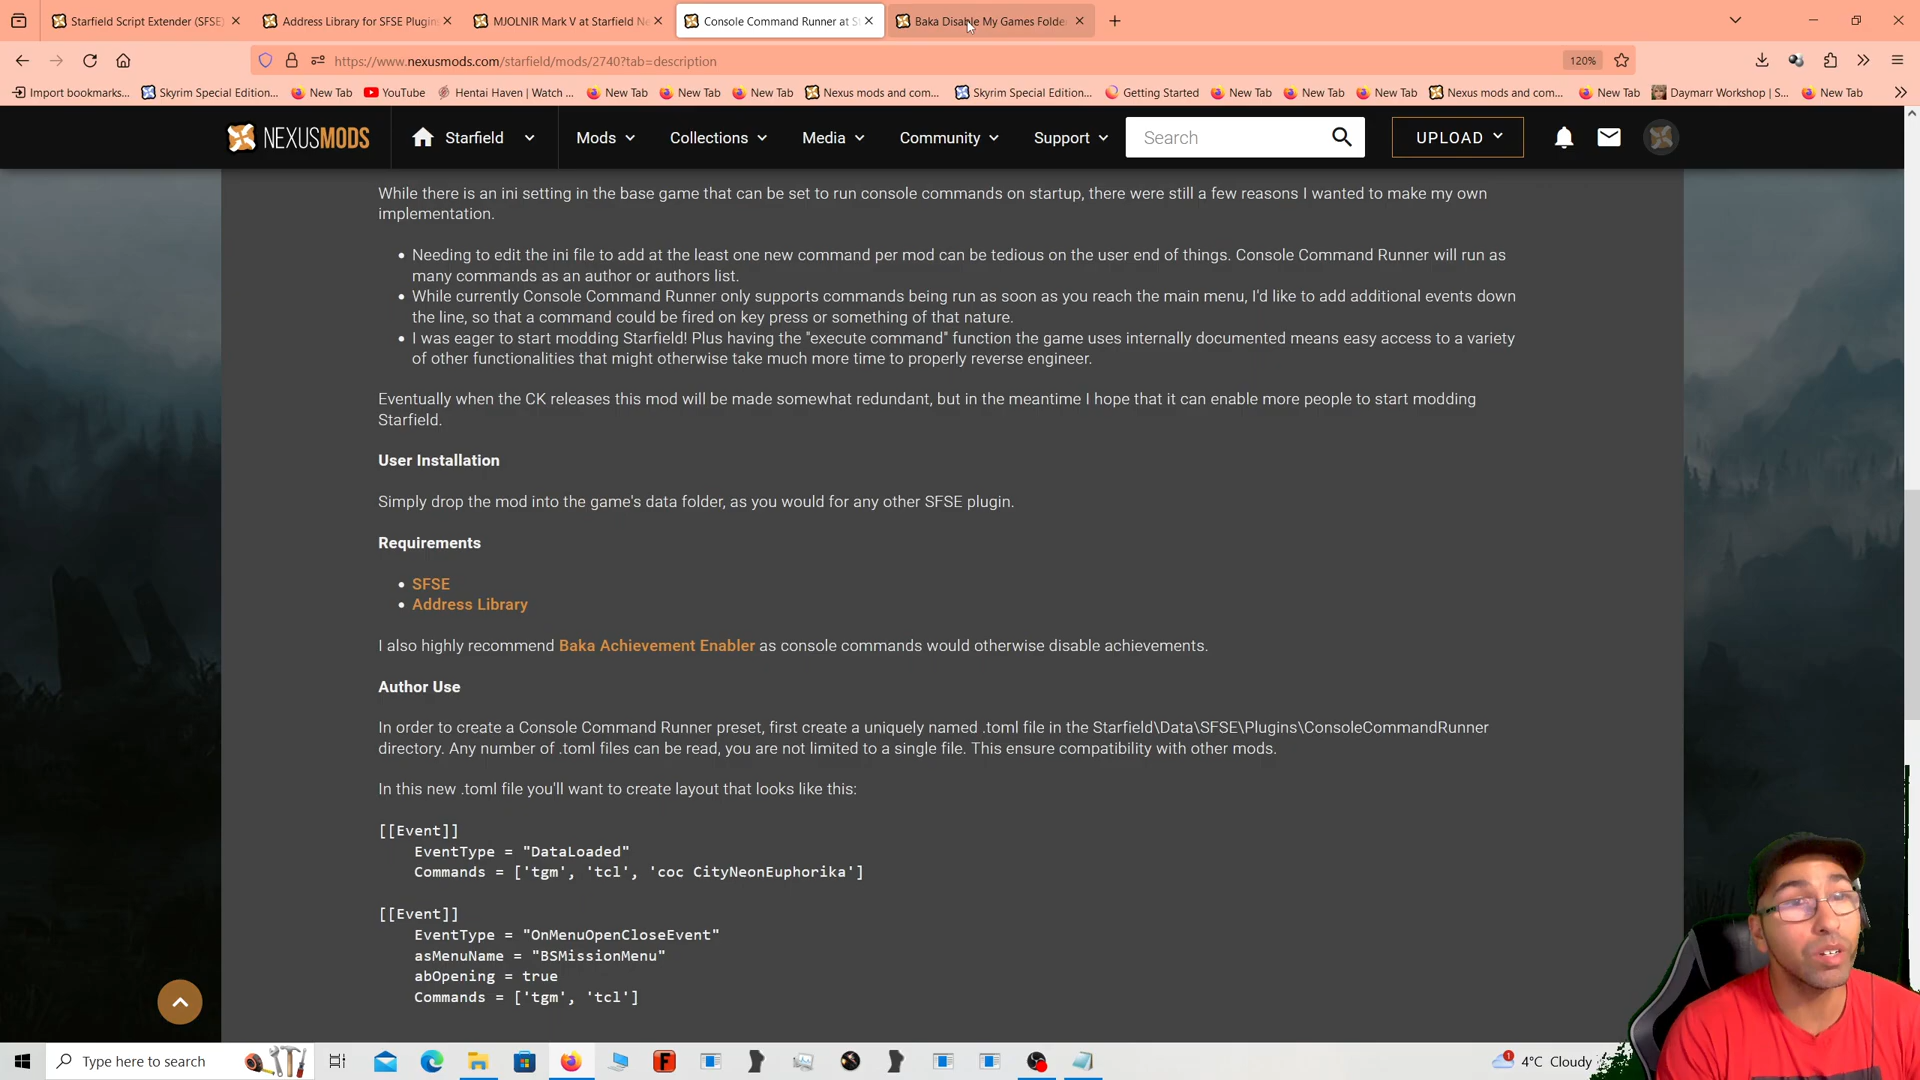 Starfield Script Extender (SFSE)
Address Library for SFSE Plugin
MJOLNIR Mark V at Starfield Ne
Console Command Runner at S
Baka Disable My Games Folde
https://www.nexusmods.com/starfield/mods/2740?tab=description
120%
Import bookmarks...
Skyrim Special Edition...
New Tab
YouTube
Hentai Haven | Watch ...
New Tab
New Tab
New Tab
Nexus mods and com...
Skyrim Special Edition...
Getting Started
New Tab
New Tab
New Tab
Nexus mods and com...
New Tab
Daymarr Workshop | S...
New Tab
NEXUSMODS
Starfield
Mods
Collections
Media
Community
Support
Search
UPLOAD
While there is an ini setting in the base game that can be set to run console commands on startup, there were still a few reasons I wanted to make my own
implementation.
• Needing to edit the ini file to add at the least one new command per mod can be tedious on the user end of things. Console Command Runner will run as
many commands as an author or authors list.
• While currently Console Command Runner only supports commands being run as soon as you reach the main menu, I'd like to add additional events down
the line, so that a command could be fired on key press or something of that nature.
• I was eager to start modding Starfield! Plus having the "execute command" function the game uses internally documented means easy access to a variety
of other functionalities that might otherwise take much more time to properly reverse engineer.
Eventually when the CK releases this mod will be made somewhat redundant, but in the meantime I hope that it can enable more people to start modding
Starfield.
User Installation
Simply drop the mod into the game's data folder, as you would for any other SFSE plugin.
Requirements
• SFSE
• Address Library
I also highly recommend Baka Achievement Enabler as console commands would otherwise disable achievements.
Author Use
In order to create a Console Command Runner preset, first create a uniquely named .toml file in the Starfield\Data\SFSE\Plugins\ConsoleCommandRunner
directory. Any number of .toml files can be read, you are not limited to a single file. This ensure compatibility with other mods.
In this new .toml file you'll want to create layout that looks like this:
[[Event]]
EventType = "DataLoaded"
Commands = ['tgm', 'tcl', 'coc CityNeonEuphorika']
[[Event]]
EventType = "OnMenuOpenCloseEvent"
asMenuName = "BSMissionMenu"
abOpening = true
Commands = ['tgm', 'tcl']
Type here to search
1
4°C Cloudy